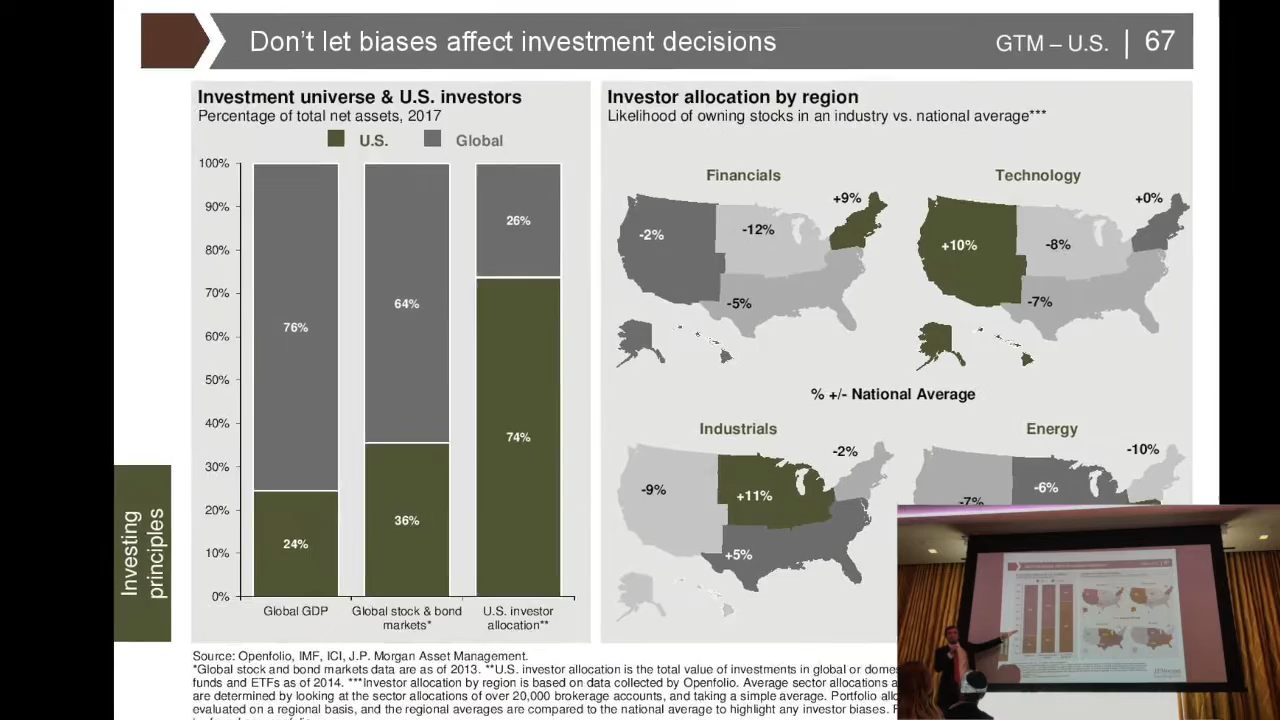 Don't let biases affect investment decisions
GTM – U.S. | 67
Investment universe & U.S. investors
Percentage of total net assets, 2017
U.S. Global
100%
90%
80%
70%
60%
50%
40%
30%
20%
10%
0%
76%
24%
64%
36%
26%
74%
Global GDP
Global stock & bond
markets*
U.S. investor
allocation**
Investor allocation by region
Likelihood of owning stocks in an industry vs. national average***
Financials
+9%
-2%
-12%
-5%
Technology
+0%
+10%
-8%
-7%
% +/- National Average
Industrials
-2%
-9%
+11%
+5%
Energy
-10%
-6%
-7%
Investing
principles
Source: Openfolio, IMF, ICI, J.P. Morgan Asset Management.
*Global stock and bond markets data are as of 2013. **U.S. investor allocation is the total value of investments in global or
funds and ETFs as of 2014. ***Investor allocation by region is based on data collected by Openfolio. Average sector allocations
are determined by looking at the sector allocations of over 20,000 brokerage accounts, and taking a simple average. Portfolio
evaluated on a regional basis, and the regional averages are compared to the national average to highlight any investor biases.